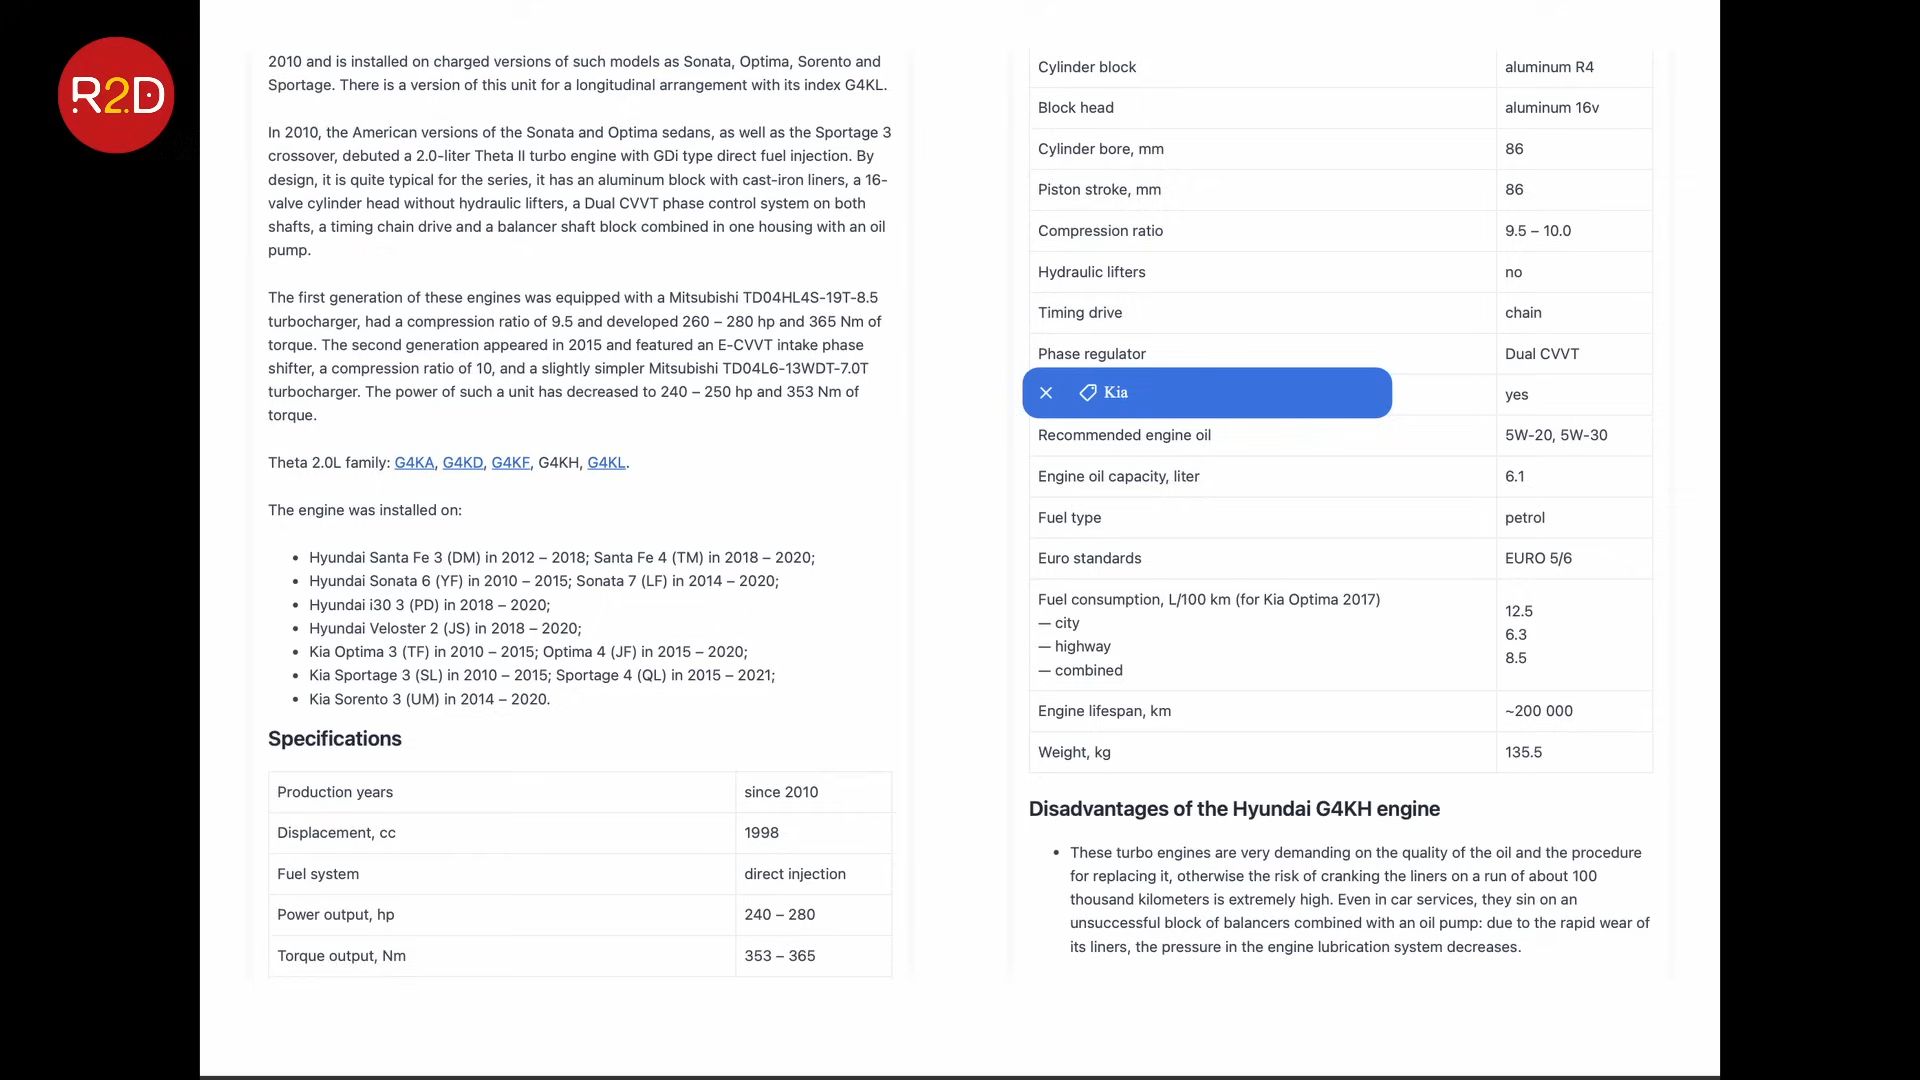 R2D
2010 and is installed on charged versions of such models as Sonata, Optima, Sorento and
Sportage. There is a version of this unit for a longitudinal arrangement with its index G4KL.
In 2010, the American versions of the Sonata and Optima sedans, as well as the Sportage 3
crossover, debuted a 2.0-liter Theta II turbo engine with GDi type direct fuel injection. By
design, it is quite typical for the series, it has an aluminum block with cast-iron liners, a 16-
valve cylinder head without hydraulic lifters, a Dual CVVT phase control system on both
shafts, a timing chain drive and a balancer shaft block combined in one housing with an oil
pump.
The first generation of these engines was equipped with a Mitsubishi TD04HL4S-19T-8.5
turbocharger, had a compression ratio of 9.5 and developed 260 – 280 hp and 365 Nm of
torque. The second generation appeared in 2015 and featured an E-CVVT intake phase
shifter, a compression ratio of 10, and a slightly simpler Mitsubishi TD04L6-13WDT-7.0T
turbocharger. The power of such a unit has decreased to 240 – 250 hp and 353 Nm of
torque.
Theta 2.0L family: G4KA, G4KD, G4KF, G4KH, G4KL.
The engine was installed on:
• Hyundai Santa Fe 3 (DM) in 2012 – 2018; Santa Fe 4 (TM) in 2018 – 2020;
• Hyundai Sonata 6 (YF) in 2010 – 2015; Sonata 7 (LF) in 2014 – 2020;
• Hyundai i30 3 (PD) in 2018 – 2020;
• Hyundai Veloster 2 (JS) in 2018 – 2020;
• Kia Optima 3 (TF) in 2010 – 2015; Optima 4 (JF) in 2015 – 2020;
• Kia Sportage 3 (SL) in 2010 – 2015; Sportage 4 (QL) in 2015 – 2021;
• Kia Sorento 3 (UM) in 2014 – 2020.
Specifications
Production years since 2010
Displacement, cc 1998
Fuel system direct injection
Power output, hp 240 – 280
Torque output, Nm 353 – 365
Cylinder block aluminum R4
Block head aluminum 16v
Cylinder bore, mm 86
Piston stroke, mm 86
Compression ratio 9.5 – 10.0
Hydraulic lifters no
Timing drive chain
Phase regulator Dual CVVT
Kia yes
Recommended engine oil 5W-20, 5W-30
Engine oil capacity, liter 6.1
Fuel type petrol
Euro standards EURO 5/6
Fuel consumption, L/100 km (for Kia Optima 2017)
— city 12.5
— highway 6.3
— combined 8.5
Engine lifespan, km ~200 000
Weight, kg 135.5
Disadvantages of the Hyundai G4KH engine
• These turbo engines are very demanding on the quality of the oil and the procedure
for replacing it, otherwise the risk of cranking the liners on a run of about 100
thousand kilometers is extremely high. Even in car services, they sin on an
unsuccessful block of balancers combined with an oil pump: due to the rapid wear of
its liners, the pressure in the engine lubrication system decreases.